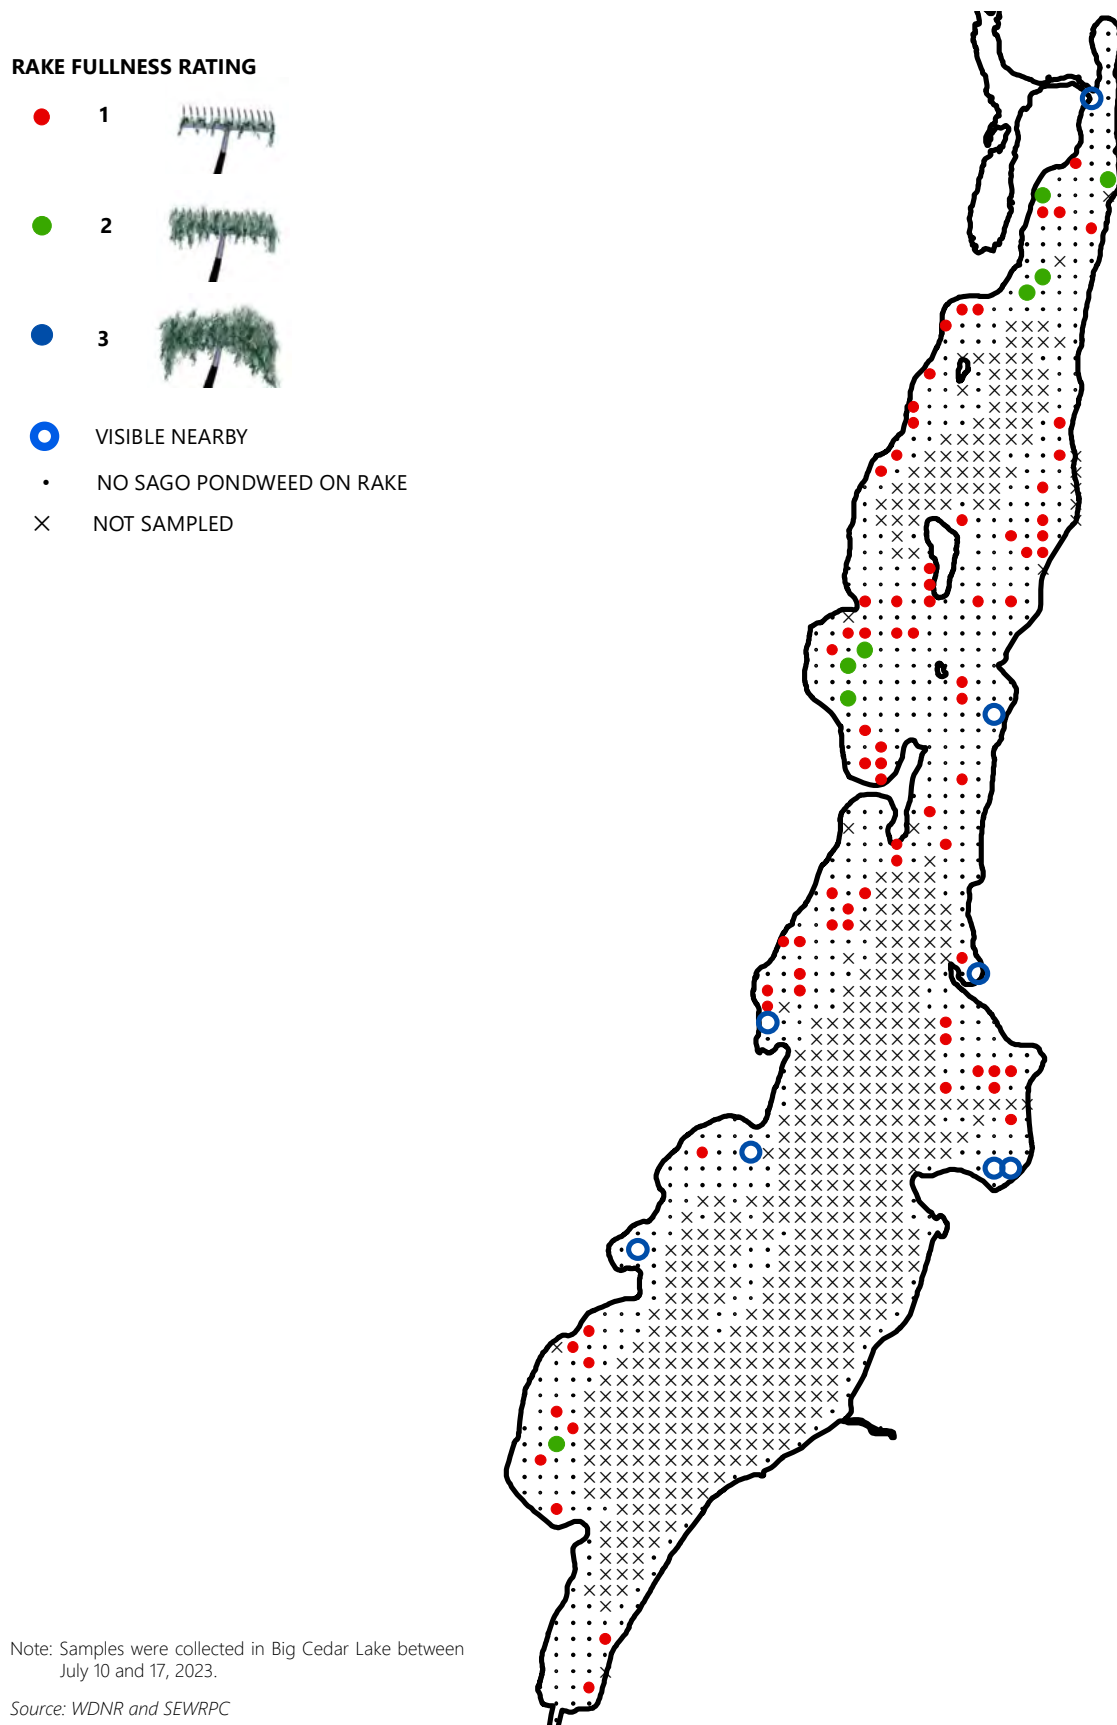 RAKE FULLNESS RATING
1
2
3
VISIBLE NEARBY
NO SAGO PONDWEED ON RAKE
NOT SAMPLED
Note: Samples were collected in Big Cedar Lake between
July 10 and 17, 2023.
Source: WDNR and SEWRPC